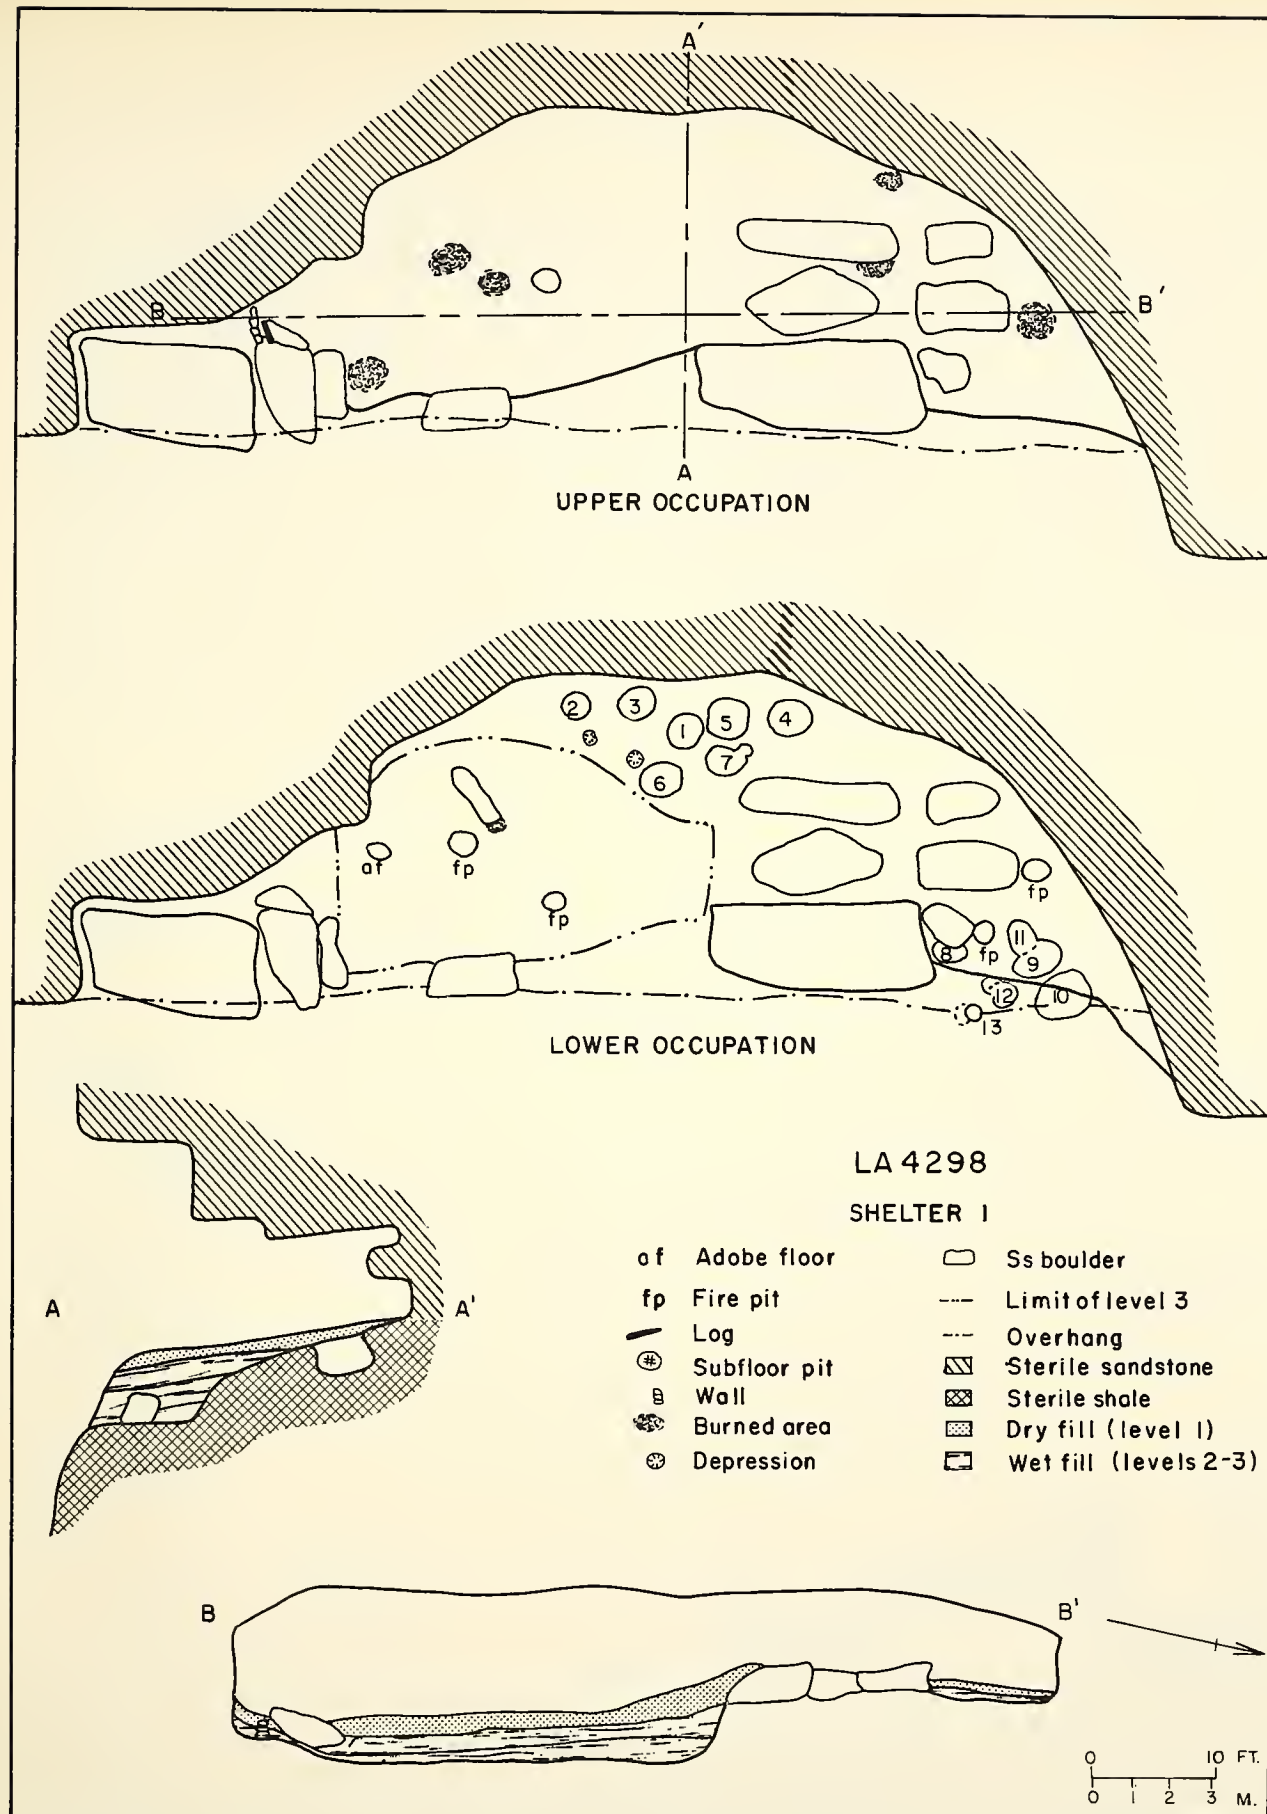 A'
B
B'
A
UPPER OCCUPATION
2
3
1
5
4
7
6
af
fp
fp
fp
8
fp
11
9
12
10
13
LOWER OCCUPATION
LA 4298
SHELTER 1
A
A'
af Adobe floor
fp Fire pit
Log
# Subfloor pit
Wall
Burned area
Depression
Ss boulder
Limit of level 3
Overhang
Sterile sandstone
Sterile shale
Dry fill (level 1)
Wet fill (levels 2-3)
B
B'
0 10 FT.
0 1 2 3 M.